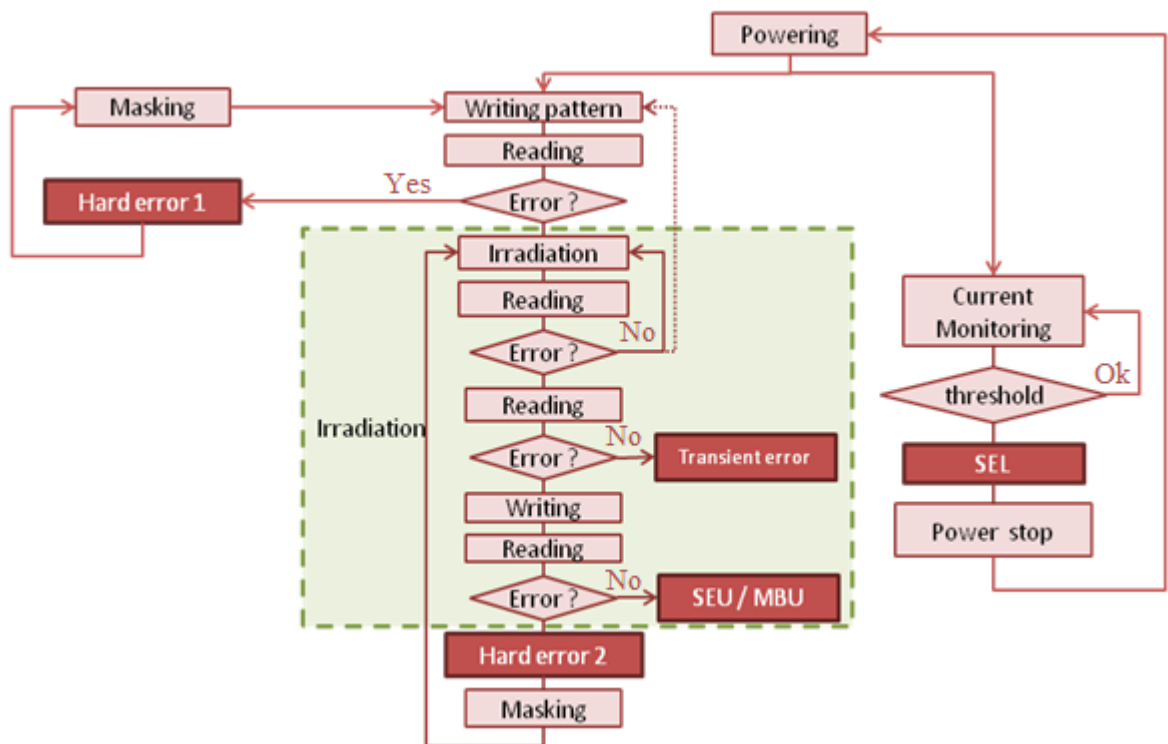 Powering
Masking
Writing pattern
Reading
Yes
Hard error 1
Error ?
Irradiation
Reading
No
Error ?
Current
Monitoring
Ok
threshold
Reading
Irradiation
No
Error ?
Transient error
SEL
Writing
Power stop
Reading
No
Error ?
SEU / MBU
Hard error 2
Masking